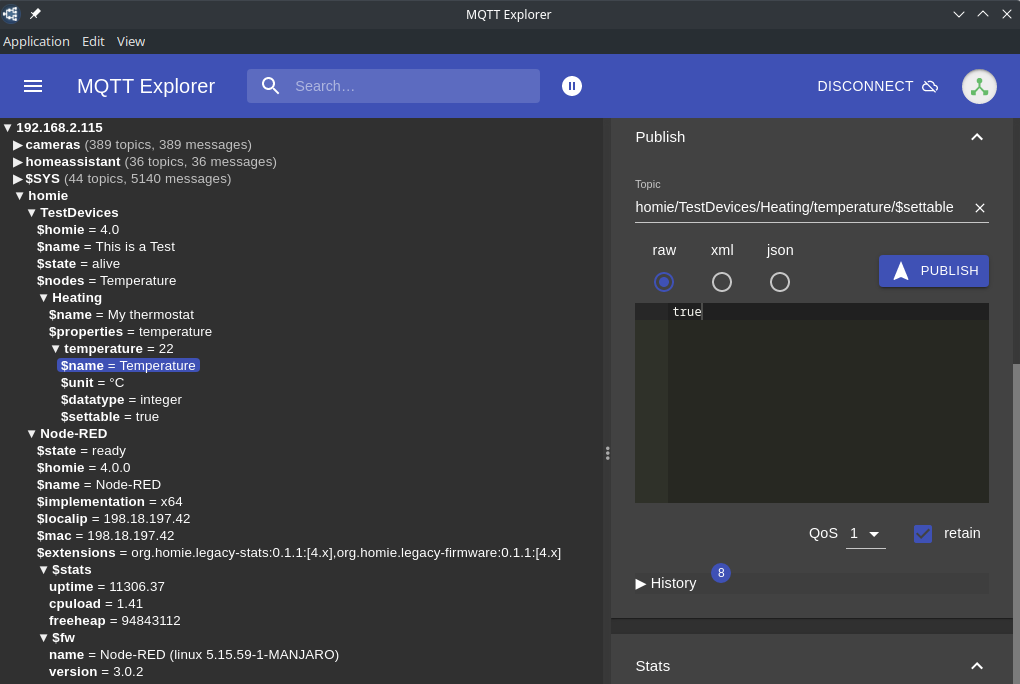 MQTT Explorer
Application Edit View
MQTT Explorer
Search...
DISCONNECT
▼ 192.168.2.115
▶ cameras (389 topics, 389 messages)
▶ homeassistant (36 topics, 36 messages)
▶ $SYS (44 topics, 5140 messages)
▼ homie
▼ TestDevices
$homie = 4.0
$name = This is a Test
$state = alive
$nodes = Temperature
▼ Heating
$name = My thermostat
$properties = temperature
▼ temperature = 22
$name = Temperature
$unit = °C
$datatype = integer
$settable = true
▼ Node-RED
$state = ready
$homie = 4.0.0
$name = Node-RED
$implementation = x64
$localip = 198.18.197.42
$mac = 198.18.197.42
$extensions = org.homie.legacy-stats:0.1.1:[4.x],org.homie.legacy-firmware:0.1.1:[4.x]
▼ $stats
uptime = 11306.37
cpuload = 1.41
freeheap = 94843112
▼ $fw
name = Node-RED (linux 5.15.59-1-MANJARO)
version = 3.0.2
Publish
Topic
homie/TestDevices/Heating/temperature/$settable
raw xml json
PUBLISH
true
QoS 1 retain
▶ History 8
Stats